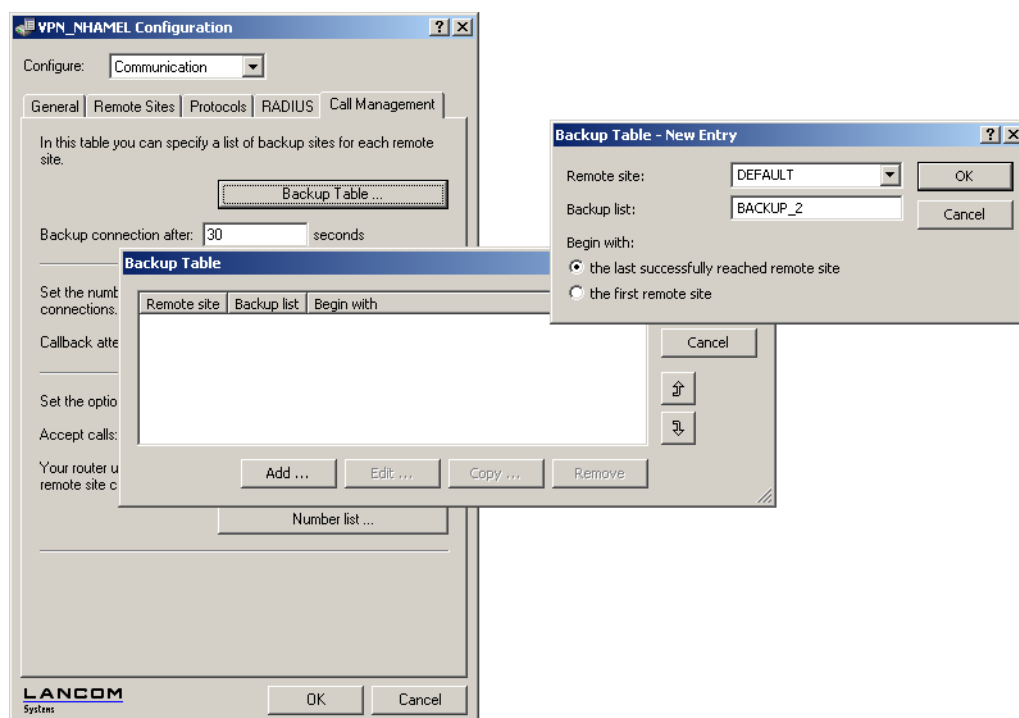 VPN_NHAMEL Configuration
Configure: Communication
General Remote Sites Protocols RADIUS Call Management
In this table you can specify a list of backup sites for each remote
site.
Backup Table ...
Backup connection after: 30 seconds
Set the numb
connections.
Callback atte
Set the optio
Accept calls:
Your router u
remote site c
Number list ...
LANCOM
Systems
OK Cancel
Backup Table
Remote site Backup list Begin with
Cancel
Add ... Edit ... Copy ... Remove
Backup Table - New Entry
Remote site: DEFAULT OK
Backup list: BACKUP_2 Cancel
Begin with:
the last successfully reached remote site
the first remote site